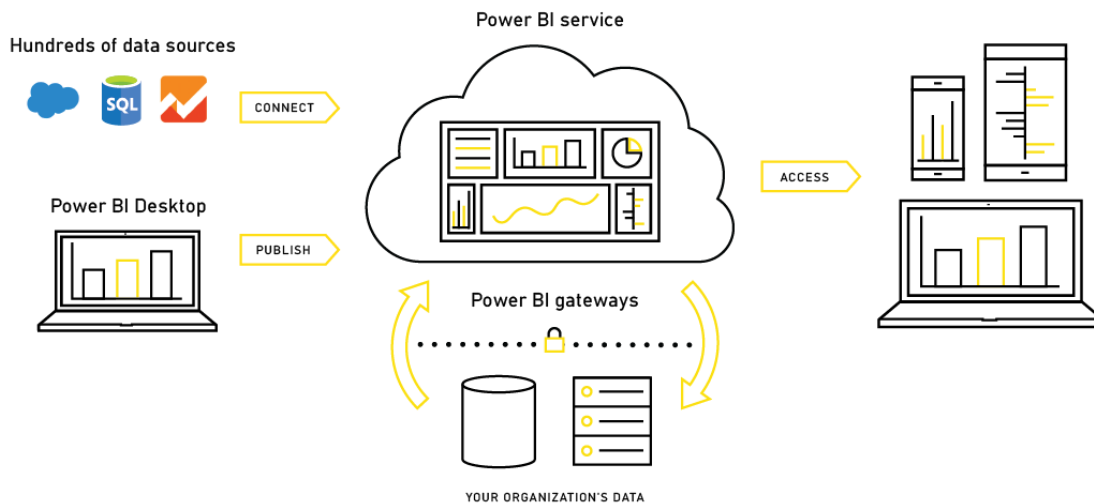 Power BI service
Hundreds of data sources
SQL
CONNECT
ACCESS
Power BI Desktop
PUBLISH
Power BI gateways
YOUR ORGANIZATION'S DATA